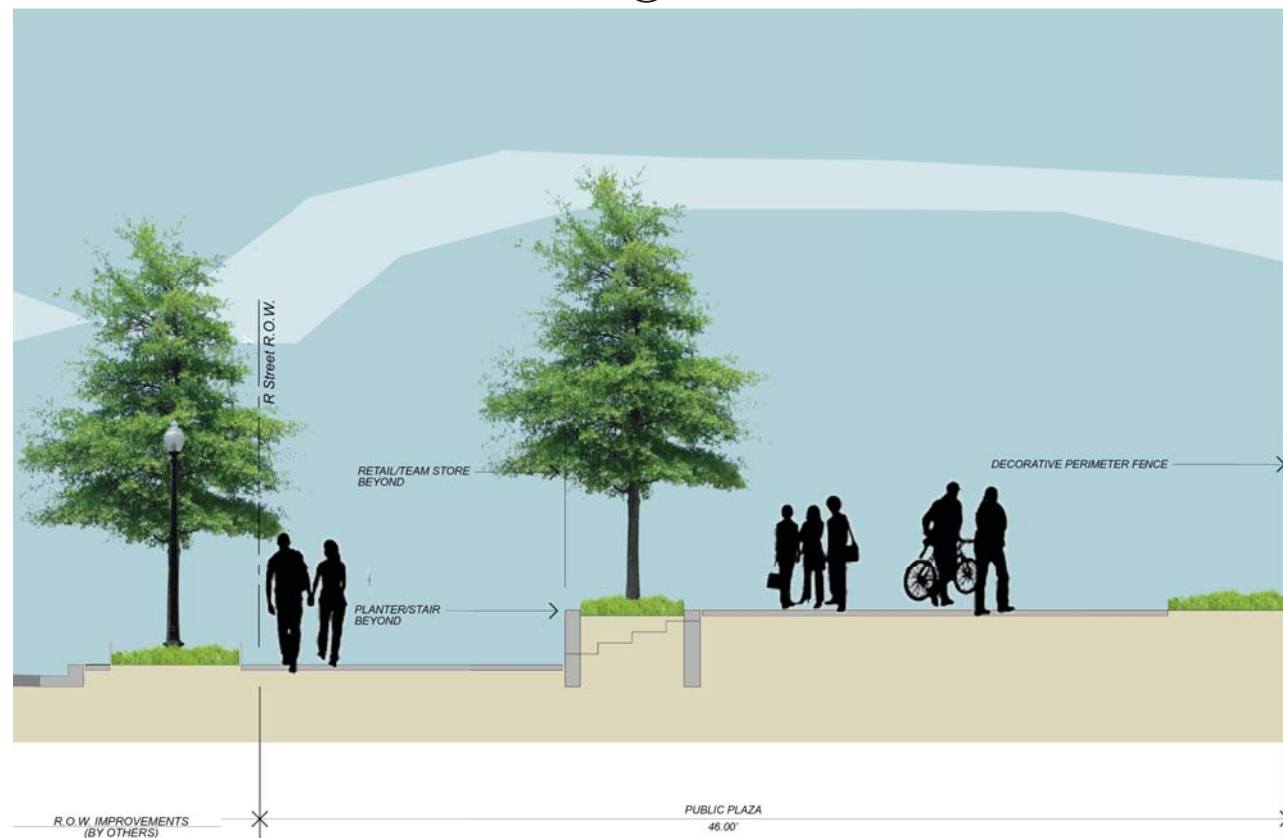 R Street R.O.W.
RETAIL/TEAM STORE
BEYOND
DECORATIVE PERIMETER FENCE
PLANTER/STAIR
BEYOND
R.O.W. IMPROVEMENTS
(BY OTHERS)
PUBLIC PLAZA
46.00'